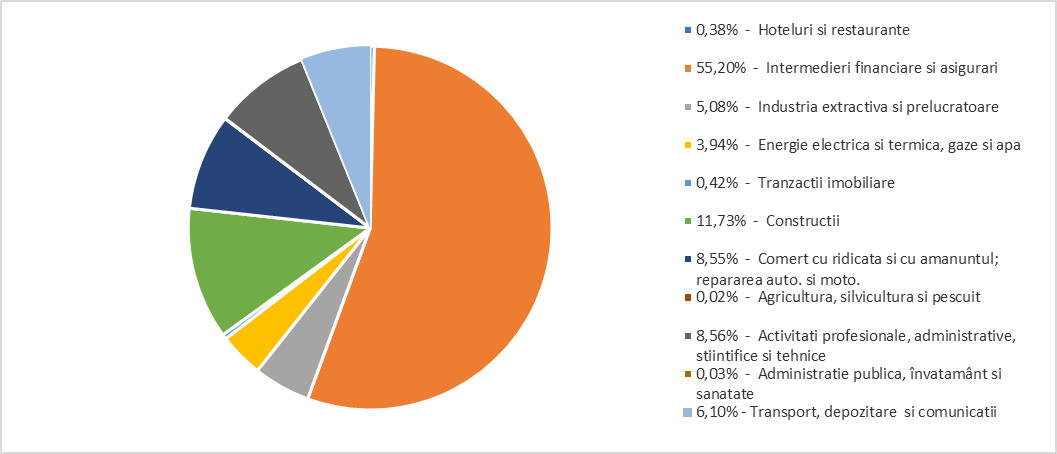 0,38% - Hoteluri si restaurante
55,20% - Intermedieri financiare si asigurari
5,08% - Industria extractiva si prelucratoare
3,94% - Energie electrica si termica, gaze si apa
0,42% - Tranzactii imobiliare
11,73% - Constructii
8,55% - Comert cu ridicata si cu amanuntul;
repararea auto. si moto.
0,02% - Agricultura, silvicultura si pescuit
8,56% - Activitati profesionale, administrative,
stiintifice si tehnice
0,03% - Administratie publica, învatamânt si
sanatate
6,10% - Transport, depozitare si comunicatii